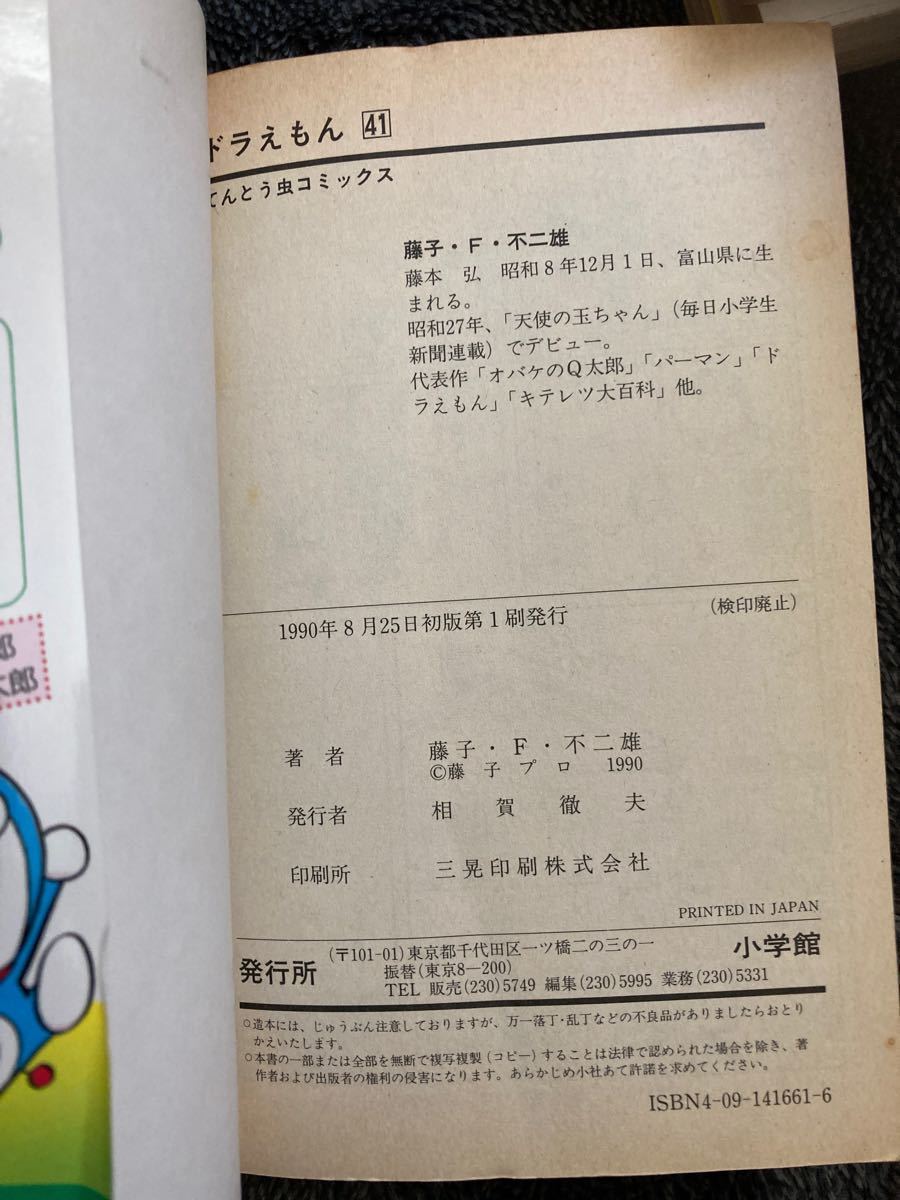 ドラえもん 41
てんとう虫コミックス
藤子・F・不二雄
藤本 弘 昭和8年12月1日、富山県に生
まれる。
昭和27年、「天使の玉ちゃん」(毎日小学生
新聞連載)でデビュー。
代表作「オバケのQ太郎」「パーマン」「ド
ラえもん」「キテレツ大百科」他。
1990年8月25日初版第1刷発行
(検印廃止)
著者 藤子・F・不二雄
©藤子プロ 1990
発行者 相賀徹夫
印刷所 三晃印刷株式会社
PRINTED IN JAPAN
発行所
(〒101-01)東京都千代田区一ツ橋二の三の一
小学館
振替(東京8―200)
TEL 販売(230)5749 編集(230)5995 業務(230)5331
○造本には、じゅうぶん注意しておりますが、万一落丁・乱丁などの不良品がありましたらおとり
かえいたします。
○本書の一部または全部を無断で複写複製(コピー)することは法律で認められた場合を除き、著
作者および出版者の権利の侵害になります。あらかじめ小社あて許諾を求めてください。
ISBN4-09-141661-6
郎
太郎